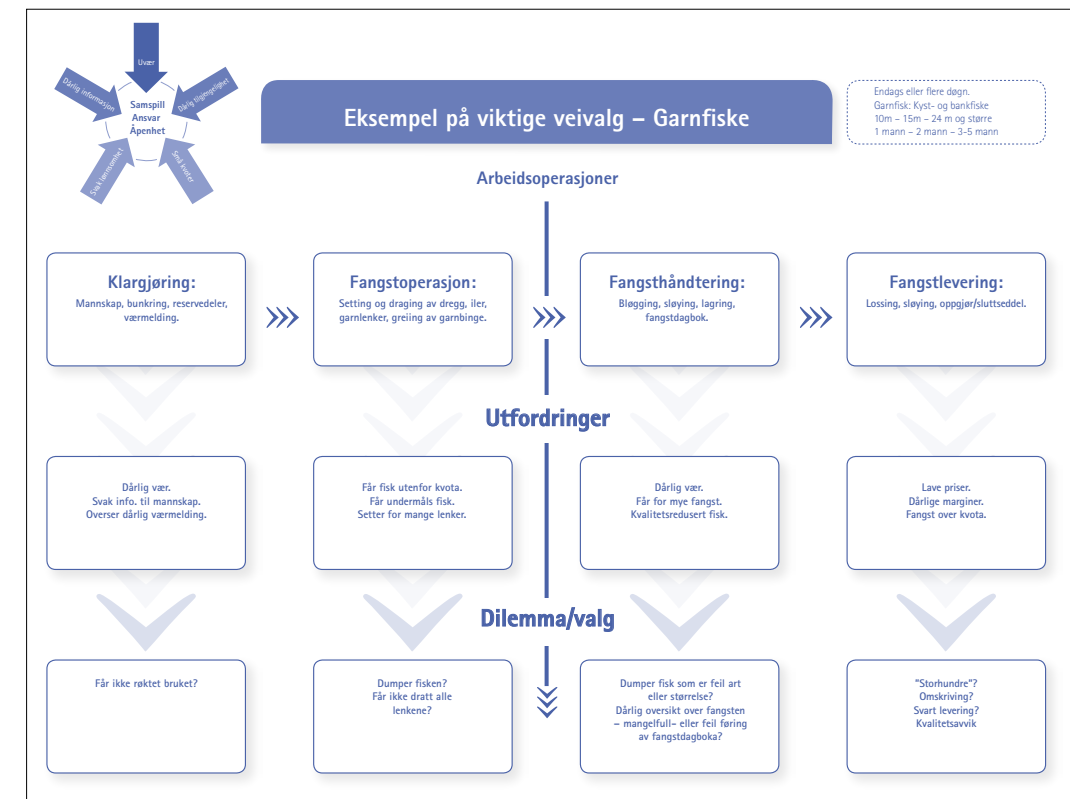 Uvær
Dårlig informasjon
Dårlig tilgjengelighet
Samspill
Ansvar
Åpenhet
Svak lønnsomhet
Små kvoter
Eksempel på viktige veivalg – Garnfiske
Endags eller flere døgn.
Garnfisk: Kyst- og bankfiske
10m – 15m – 24 m og større
1 mann – 2 mann – 3-5 mann
Arbeidsoperasjoner
Klargjøring:
Mannskap, bunkring, reservedeler,
værmelding.
Fangstoperasjon:
Setting og draging av dregg, iler,
garnlenker, greiing av garnbinge.
Fangsthåndtering:
Bløgging, sløying, lagring,
fangstdagbok.
Fangstlevering:
Lossing, sløying, oppgjør/sluttseddel.
Utfordringer
Dårlig vær.
Svak info. til mannskap.
Overser dårlig værmelding.
Får fisk utenfor kvota.
Får undermåls fisk.
Setter for mange lenker.
Dårlig vær.
Får for mye fangst.
Kvalitetsredusert fisk.
Lave priser.
Dårlige marginer.
Fangst over kvota.
Dilemma/valg
Får ikke røktet bruket?
Dumper fisken?
Får ikke dratt alle
lenkene?
Dumper fisk som er feil art
eller størrelse?
Dårlig oversikt over fangsten
– mangelfull- eller feil føring
av fangstdagboka?
"Storhundre"?
Omskriving?
Svart levering?
Kvalitetsavvik